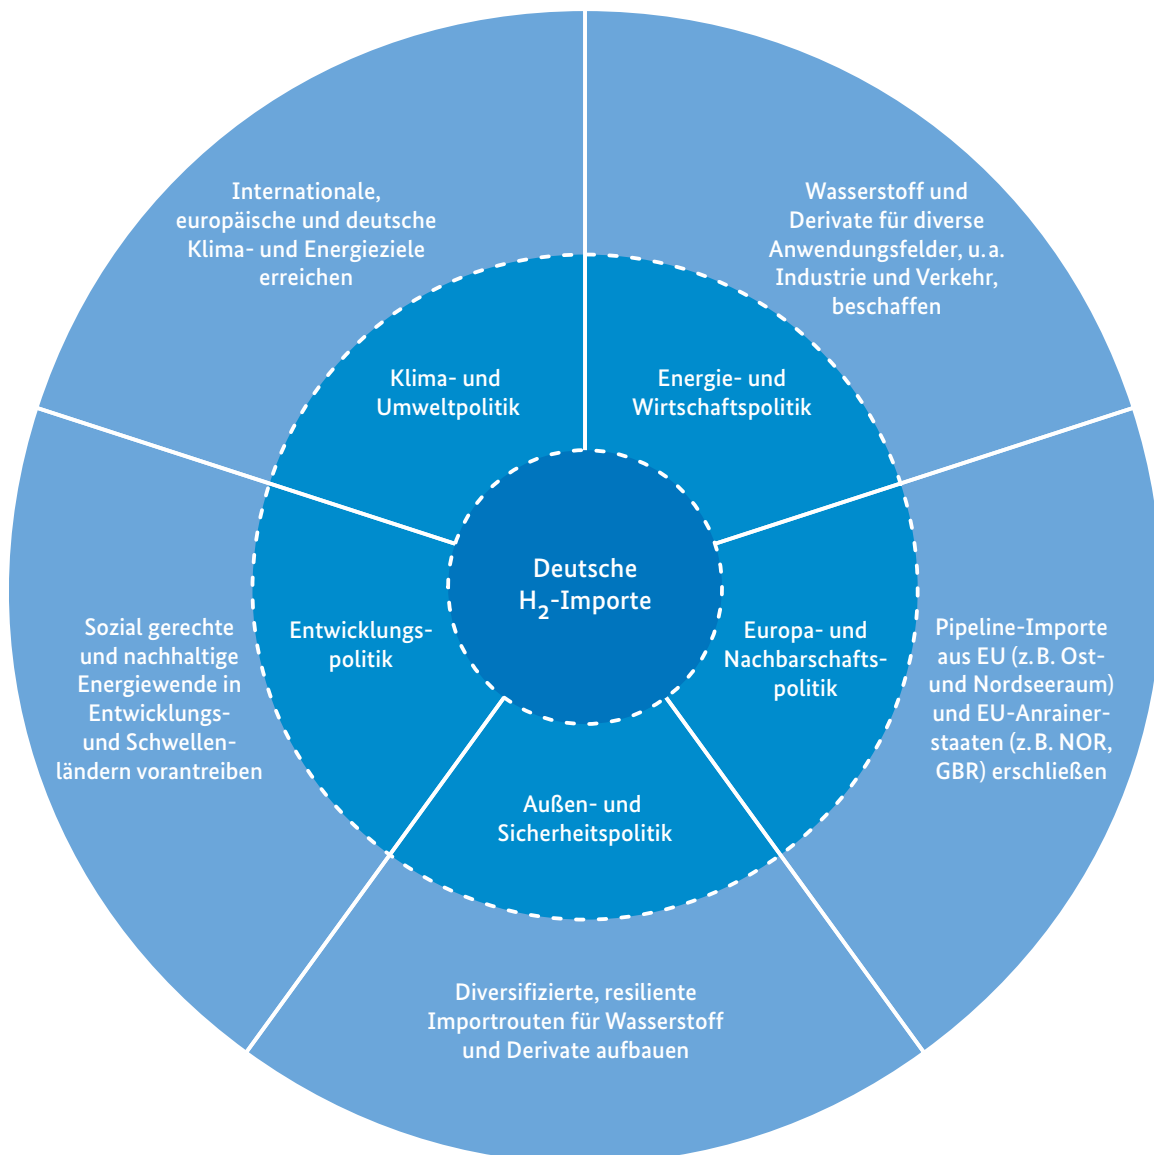 Internationale,
europäische und deutsche
Klima- und Energieziele
erreichen
Wasserstoff und
Derivate für diverse
Anwendungsfelder, u. a.
Industrie und Verkehr,
beschaffen
Klima- und
Umweltpolitik
Energie- und
Wirtschaftspolitik
Deutsche
H₂-Importe
Sozial gerechte
und nachhaltige
Energiewende in
Entwicklungs-
und Schwellen-
ländern vorantreiben
Entwicklungs-
politik
Europa- und
Nachbarschafts-
politik
Pipeline-Importe
aus EU (z. B. Ost-
und Nordseeraum)
und EU-Anrainer-
staaten (z. B. NOR,
GBR) erschließen
Außen- und
Sicherheitspolitik
Diversifizierte, resiliente
Importrouten für Wasserstoff
und Derivate aufbauen